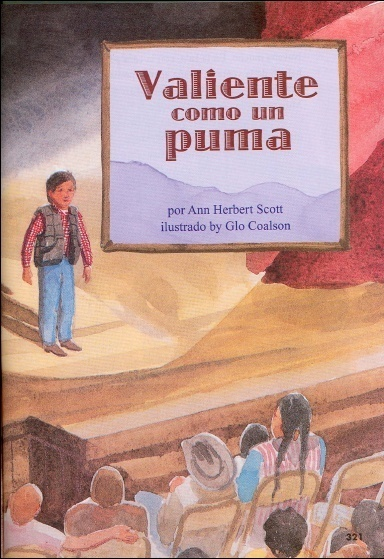 Valiente
como un
puma
por Ann Herbert Scott
ilustrado by Glo Coalson
321